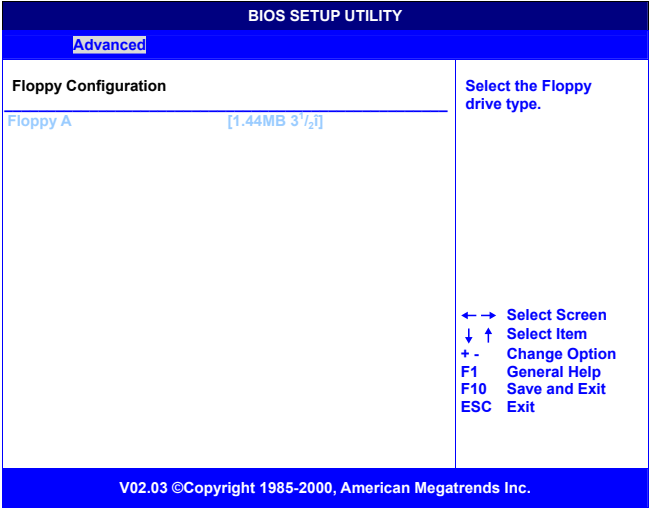 BIOS SETUP UTILITY
Advanced
Floppy Configuration
Floppy A [1.44MB 3¹/₂î]
Select the Floppy
drive type.
←→ Select Screen
↓ ↑ Select Item
+ - Change Option
F1 General Help
F10 Save and Exit
ESC Exit
V02.03 ©Copyright 1985-2000, American Megatrends Inc.